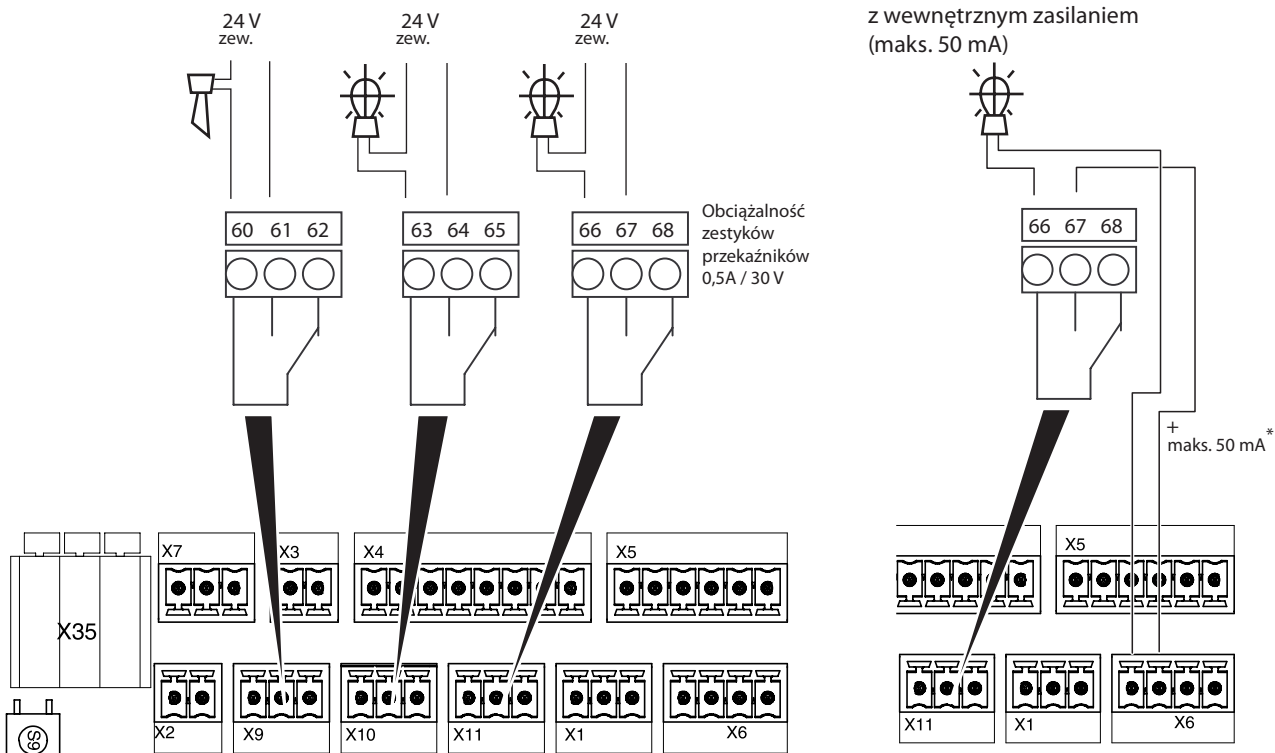 24 V
zew.
24 V
zew.
24 V
zew.
z wewnętrznym zasilaniem
(maks. 50 mA)
60 61 62
63 64 65
66 67 68
Obciążalność
zestyków
przekaźników
0,5A / 30 V
66 67 68
+
maks. 50 mA*
X7
X3
X4
X5
X5
X35
X2
X9
X10
X11
X1
X6
X11
X1
X6
S9